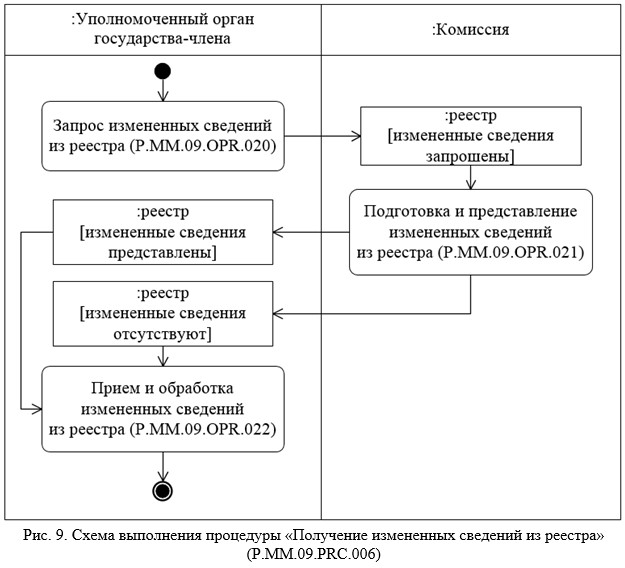 :Уполномоченный орган
государства-члена
:Комиссия
Запрос измененных сведений
из реестра (P.MM.09.OPR.020)
:реестр
[измененные сведения
запрошены]
:реестр
[измененные сведения
представлены]
Подготовка и представление
измененных сведений
из реестра (P.MM.09.OPR.021)
:реестр
[измененные сведения
отсутствуют]
Прием и обработка
измененных сведений
из реестра (P.MM.09.OPR.022)
Рис. 9. Схема выполнения процедуры «Получение измененных сведений из реестра»
(P.MM.09.PRC.006)